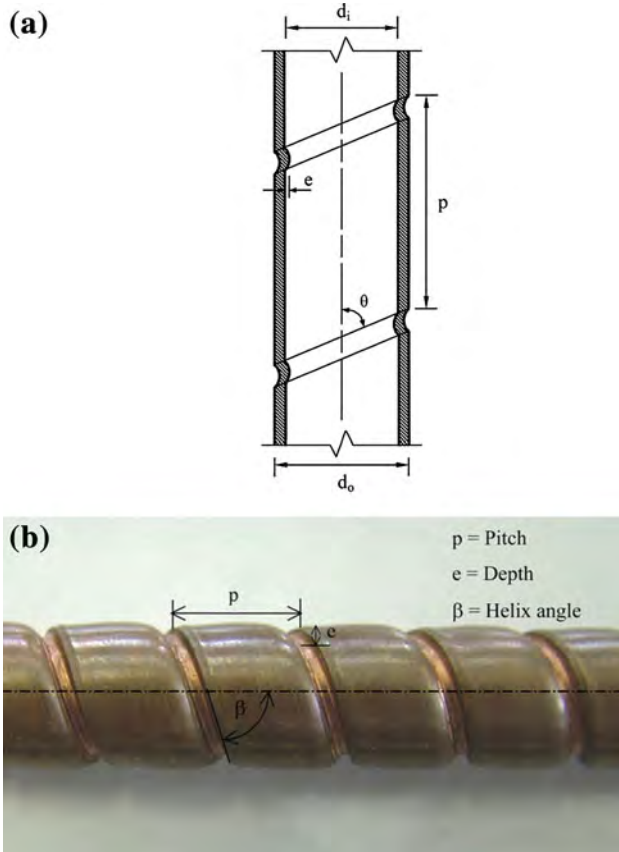 (a)
dᵢ
e
p
θ
dₒ
(b)
p = Pitch
e = Depth
β = Helix angle
p
e
β